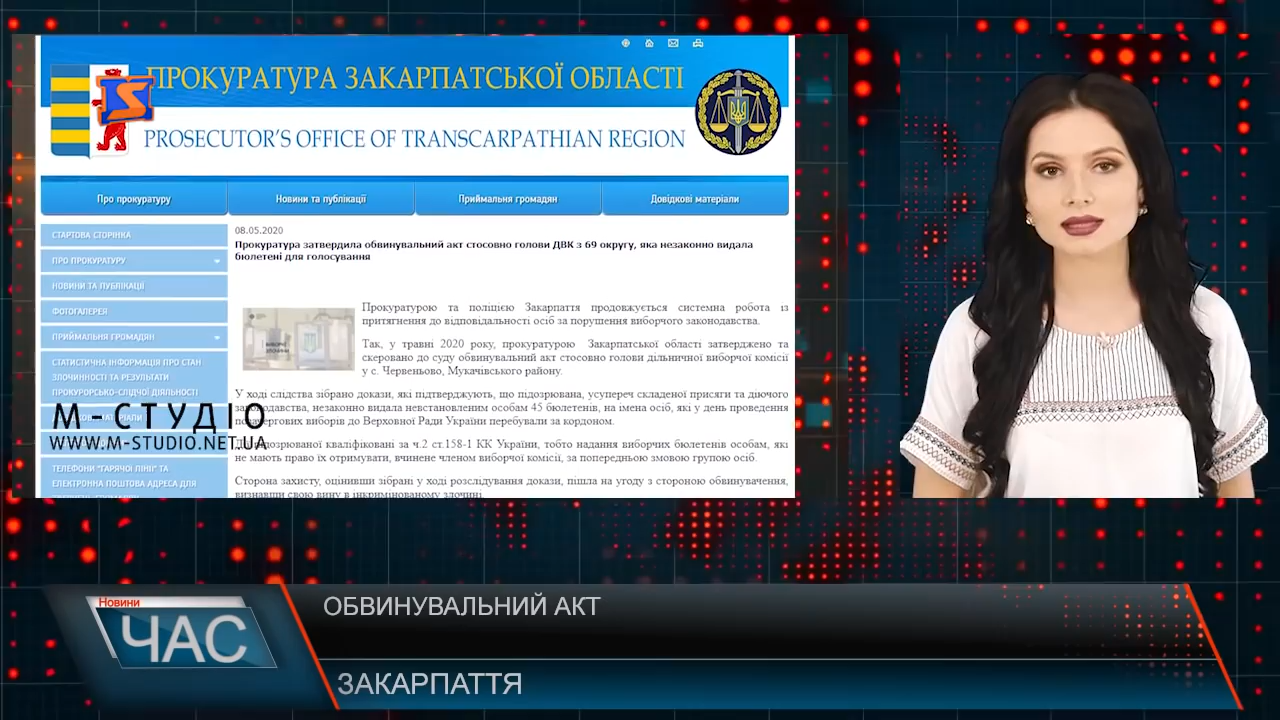 ПРОКУРАТУРА ЗАКАРПАТСЬКОЇ ОБЛАСТІ
PROSECUTOR'S OFFICE OF TRANSCARPATHIAN REGION
Про прокуратуру
Новини та публікації
Приймальня громадян
Довідкові матеріали
СТАРТОВА СТОРІНКА
ПРО ПРОКУРАТУРУ
НОВИНИ ТА ПУБЛІКАЦІЇ
ФОТОГАЛЕРЕЯ
ПРИЙМАЛЬНЯ ГРОМАДЯН
СТАТИСТИЧНА ІНФОРМАЦІЯ ПРО СТАН
ЗЛОЧИННОСТІ ТА РЕЗУЛЬТАТИ
ПРОКУРОРСЬКО-СЛІДЧОЇ ДІЯЛЬНОСТІ
М-СТУДІО
WWW.M-STUDIO.NET.UA
ТЕЛЕФОНИ "ГАРЯЧОЇ ЛІНІЇ" ТА
ЕЛЕКТРОННА ПОШТОВА АДРЕСА ДЛЯ
08.05.2020
Прокуратура затвердила обвинувальний акт стосовно голови ДВК з 69 округу, яка незаконно видала
бюлетені для голосування
ВИБОРЧІ
ЗЛОЧИНИ
Прокуратурою та поліцією Закарпаття продовжується системна робота із
притягнення до відповідальності осіб за порушення виборчого законодавства.
Так, у травні 2020 року, прокуратурою Закарпатської області затверджено та
скеровано до суду обвинувальний акт стосовно голови дільничної виборчої комісії
у с. Червеньово, Мукачівського району.
У ході слідства зібрано докази, які підтверджують, що підозрювана, усупереч складеної присяги та діючого
незаконно видала невстановленим особам 45 бюлетенів, на імена осіб, які у день проведення
виборів до Верховної Ради України перебували за кордоном.
кваліфіковані за ч.2 ст.158-1 КК України, тобто надання виборчих бюлетенів особам, які
не мають право їх отримувати, вчинене членом виборчої комісії, за попередньою змовою групою осіб.
Сторона захисту, оцінивши зібрані у ході розслідування докази, пішла на угоду з стороною обвинувачення,
визнавши свою вину в інкримінованому злочині.
Новини
ЧАС
ОБВИНУВАЛЬНИЙ АКТ
ЗАКАРПАТТЯ